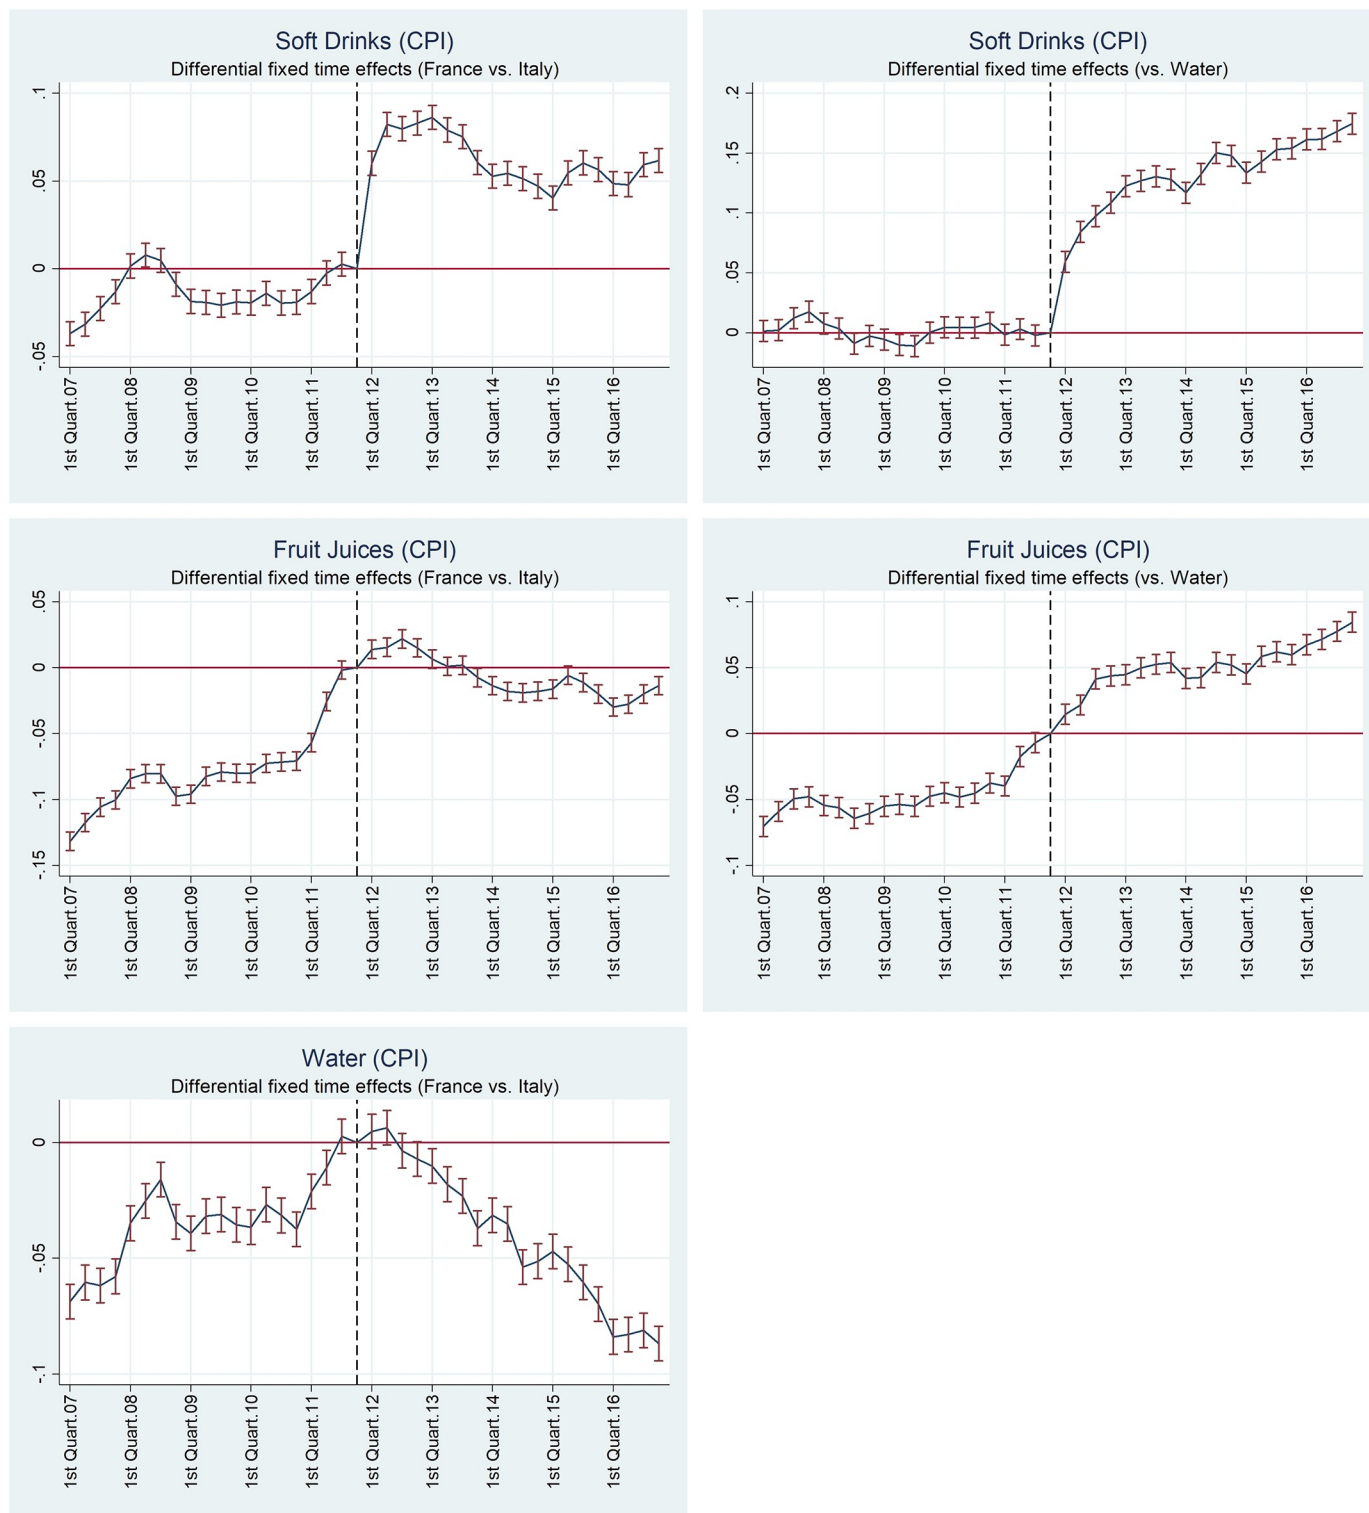 Soft Drinks (CPI)
Differential fixed time effects (France vs. Italy)
.1
.05
0
-.05
1st Quart.07
1st Quart.08
1st Quart.09
1st Quart.10
1st Quart.11
1st Quart.12
1st Quart.13
1st Quart.14
1st Quart.15
1st Quart.16
Soft Drinks (CPI)
Differential fixed time effects (vs. Water)
.2
.15
.1
.05
0
1st Quart.07
1st Quart.08
1st Quart.09
1st Quart.10
1st Quart.11
1st Quart.12
1st Quart.13
1st Quart.14
1st Quart.15
1st Quart.16
Fruit Juices (CPI)
Differential fixed time effects (France vs. Italy)
.05
0
-.05
-.1
-.15
1st Quart.07
1st Quart.08
1st Quart.09
1st Quart.10
1st Quart.11
1st Quart.12
1st Quart.13
1st Quart.14
1st Quart.15
1st Quart.16
Fruit Juices (CPI)
Differential fixed time effects (vs. Water)
.1
.05
0
-.05
-.1
1st Quart.07
1st Quart.08
1st Quart.09
1st Quart.10
1st Quart.11
1st Quart.12
1st Quart.13
1st Quart.14
1st Quart.15
1st Quart.16
Water (CPI)
Differential fixed time effects (France vs. Italy)
0
-.05
-.1
1st Quart.07
1st Quart.08
1st Quart.09
1st Quart.10
1st Quart.11
1st Quart.12
1st Quart.13
1st Quart.14
1st Quart.15
1st Quart.16